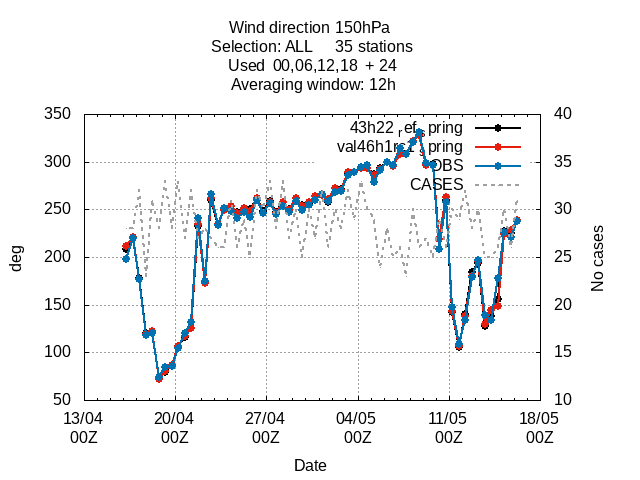 Wind direction 150hPa
Selection: ALL 35 stations
Used 00,06,12,18 + 24
Averaging window: 12h
350 300 250 200 150 100 50
deg
40 35 30 25 20 15 10
No cases
43h22_ref_spring
pring
OBS
CASES
13/04 20/04 27/04 04/05 11/05 18/05
00Z 00Z 00Z 00Z 00Z 00Z
Date